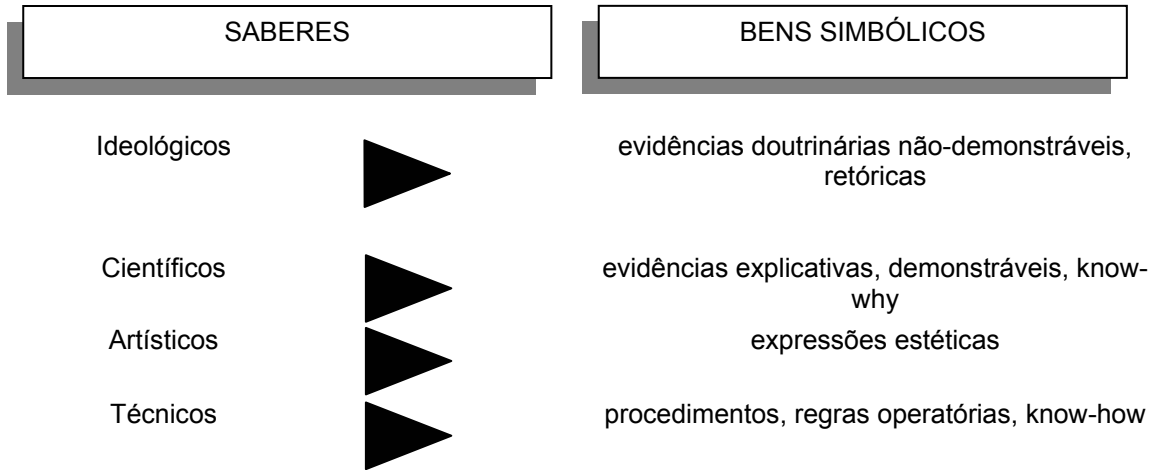 SABERES
BENS SIMBÓLICOS
Ideológicos
evidências doutrinárias não-demonstráveis,
retóricas
Científicos
evidências explicativas, demonstráveis, know-
why
Artísticos
expressões estéticas
Técnicos
procedimentos, regras operatórias, know-how